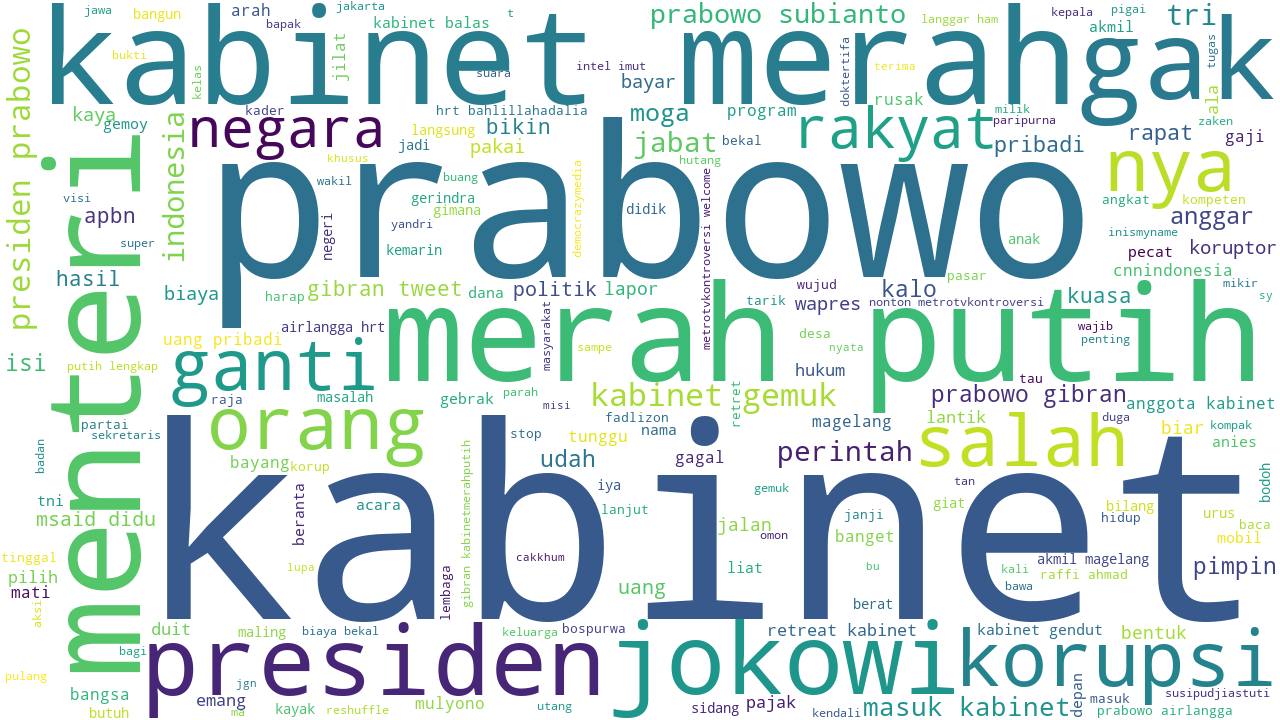 kabinet merah
gak
prabowo
kabinet
merah putih
menteri
presiden
jokowi
korupsi
negara
rakyat
nya
ganti
orang
salah
presiden prabowo
indonesia
jawa
bangun
arah
bapak
jakarta
kabinet balas
t
prabowo subianto
langgar ham
kepala
pigai
akmil
tri
tugas
bukti
kelas
jilat
suara
intel imut
bayar
doktertifa
terima
rusak
ala
kaya
gemoy
kader
hrt bahlillahadalia
langsung
bikin
jadi
pakai
moga
program
jabat
bekal
hutang
milik
paripurna
pribadi
zaken
rapat
gaji
khusus
wakil
buang
visi
apbn
super
negeri
gerindra
gimana
yandri
kemarin
democrazymedia
didik
metrotvkontroversi welcome
anak
angkat
kompeten
anggar
inismyname
pecat
koruptor
cnnindonesia
hasil
biaya
harap
gibran tweet
dana
politik
lapor
tarik
wujud
wapres
nonton metrotvkontroversi
kalo
pasar
kuasa
mikir
sy
airlangga hrt
uang pribadi
masyarakat
sampe
desa
nyata
wajib
penting
isi
putih lengkap
hukum
raja
masalah
gebrak
parah
misi
kabinet gemuk
retret
tau
prabowo gibran
anggota kabinet
partai
sekretaris
fadlizon
nama
magelang
lantik
duga
biar
kompak
anies
stop
tunggu
badan
bayang
korup
udah
gagal
perintah
bodoh
tni
beranta
acara
gibran kabinetmerahputih
iya
lanjut
gemuk
tan
giat
msaid didu
jalan
omon
janji
banget
bilang
hidup
urus
baca
mobil
tinggal
pilih
mati
lupa
cakkhum
uang
liat
bu
kali
bawa
akmil magelang
raffi ahmad
pimpin
aksi
lembaga
berat
duit
maling
biaya bekal
keluarga
bospurwa
retreat kabinet
kabinet gendut
bentuk
bagi
pulang
bangsa
butuh
jgn
emang
ma
kayak
reshuffle
mulyono
utang
sidang
pajak
kendali
masuk kabinet
depan
masuk
prabowo airlangga
susipudjiastuti